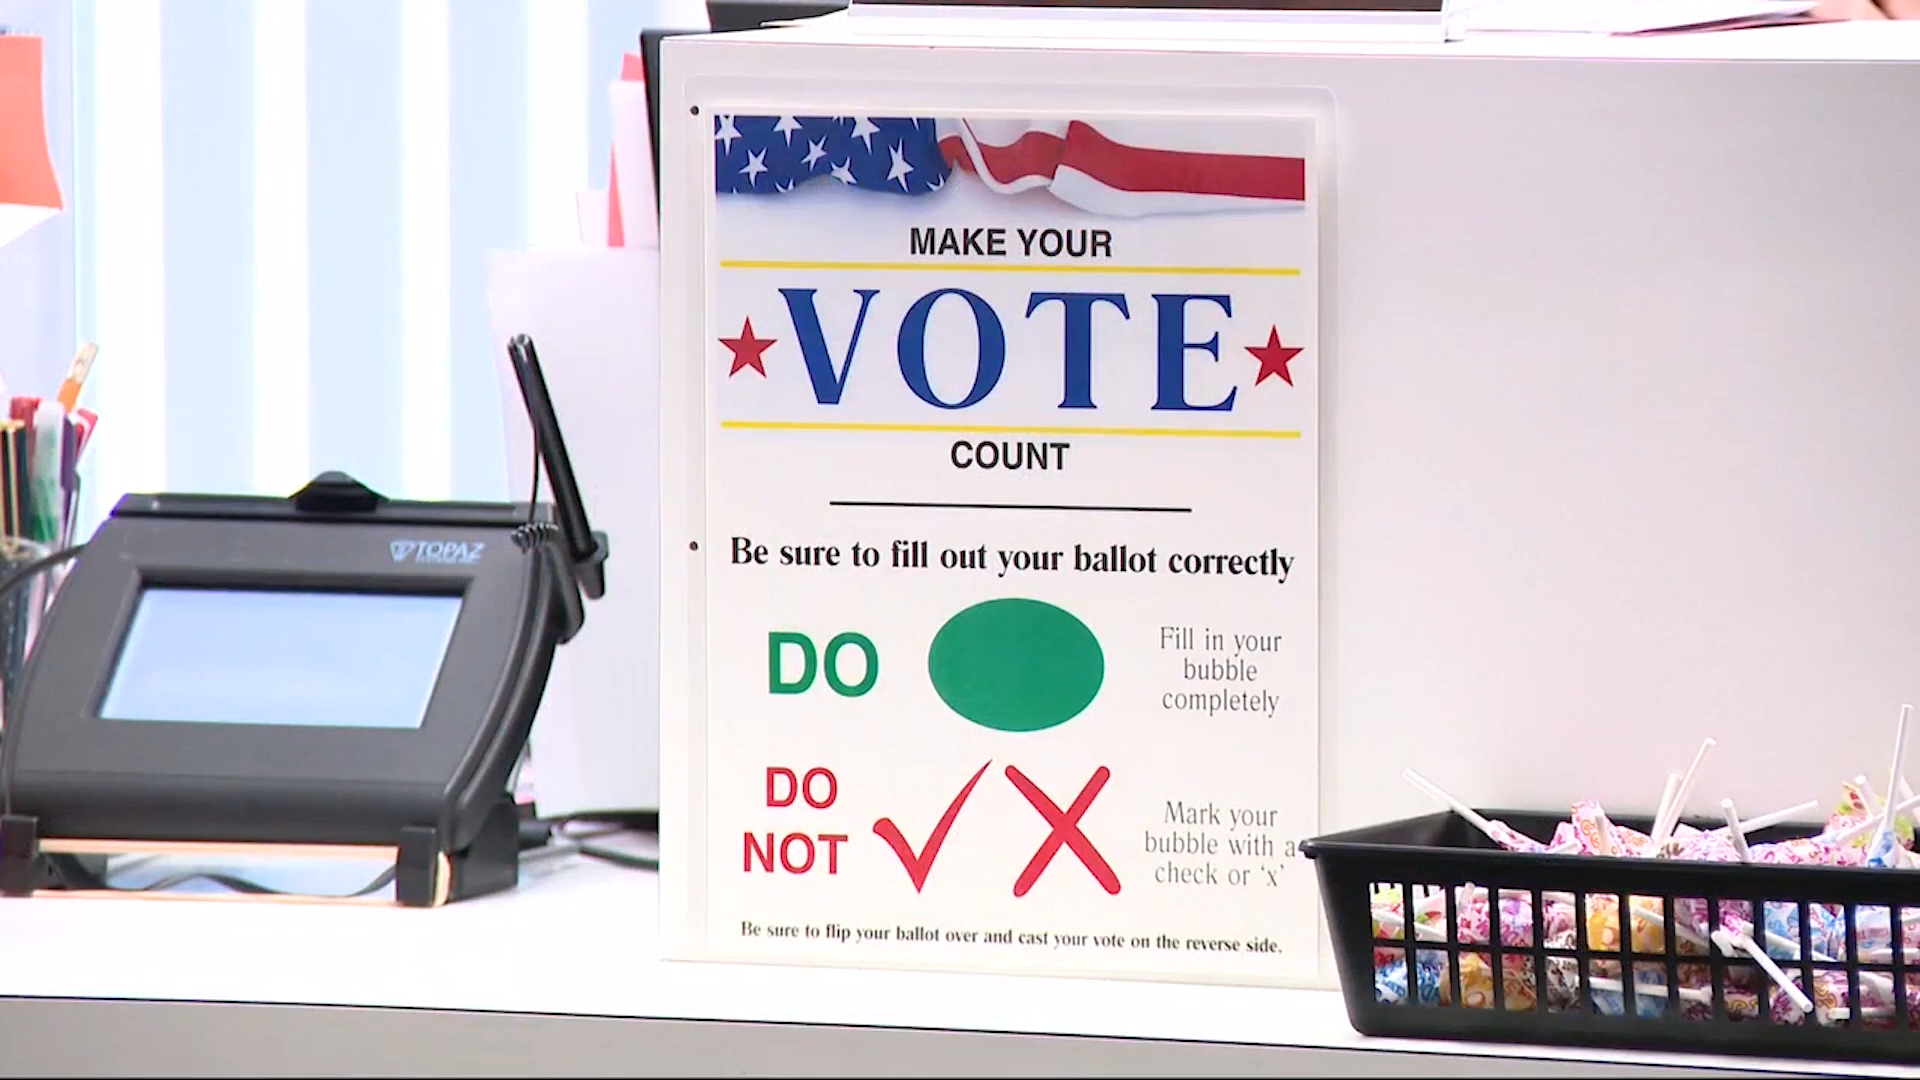 TOPAZ
MAKE YOUR
VOTE
COUNT
Be sure to fill out your ballot correctly
DO
Fill in your
bubble
completely
DO
NOT
Mark your
bubble with a
check or ‘x’
Be sure to flip your ballot over and cast your vote on the reverse side.